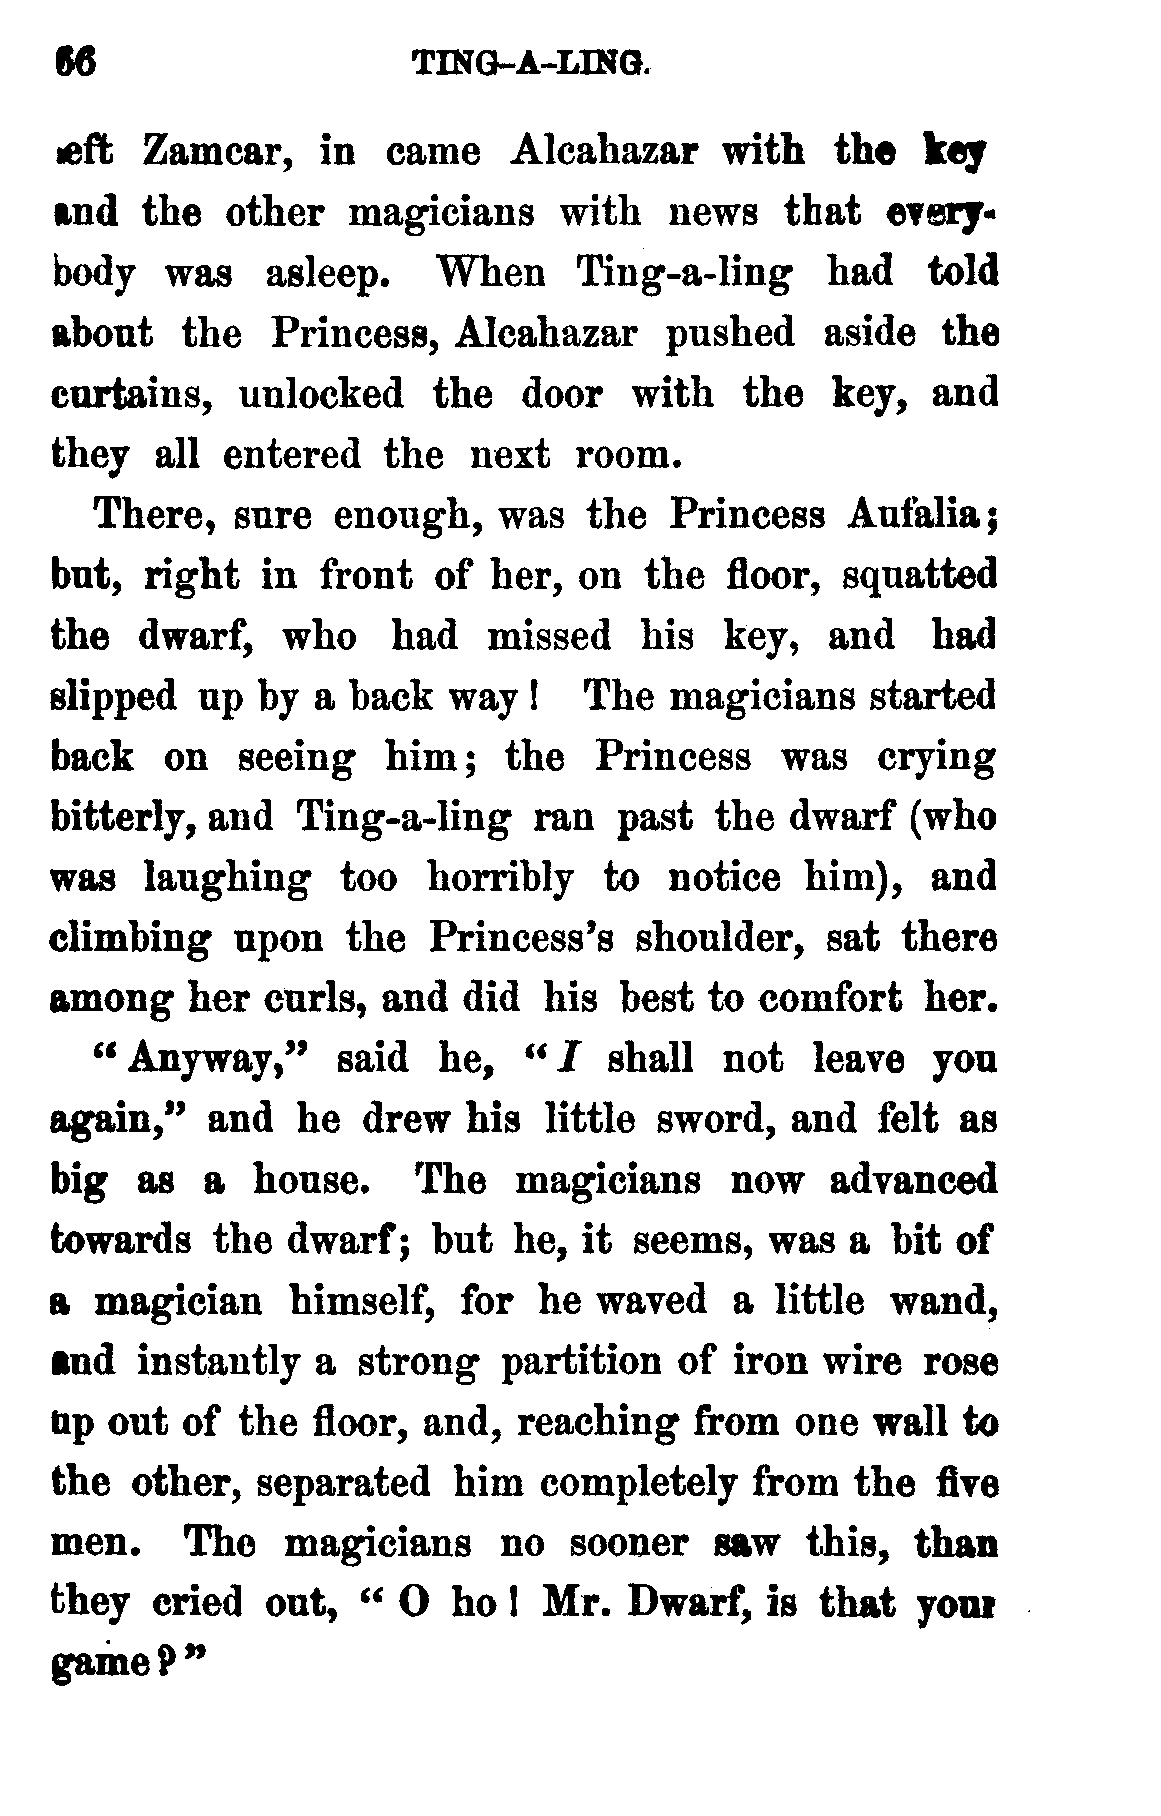 66 TING-A-LING.
left Zamcar, in came Alcahazar with the key
and the other magicians with news that every-
body was asleep. When Ting-a-ling had told
about the Princess, Alcahazar pushed aside the
curtains, unlocked the door with the key, and
they all entered the next room.
There, sure enough, was the Princess Aufalia;
but, right in front of her, on the floor, squatted
the dwarf, who had missed his key, and had
slipped up by a back way! The magicians started
back on seeing him; the Princess was crying
bitterly, and Ting-a-ling ran past the dwarf (who
was laughing too horribly to notice him), and
climbing upon the Princess's shoulder, sat there
among her curls, and did his best to comfort her.
"Anyway," said he, "I shall not leave you
again," and he drew his little sword, and felt as
big as a house. The magicians now advanced
towards the dwarf; but he, it seems, was a bit of
a magician himself, for he waved a little wand,
and instantly a strong partition of iron wire rose
up out of the floor, and, reaching from one wall to
the other, separated him completely from the five
men. The magicians no sooner saw this, than
they cried out, "O ho! Mr. Dwarf, is that your
game?"